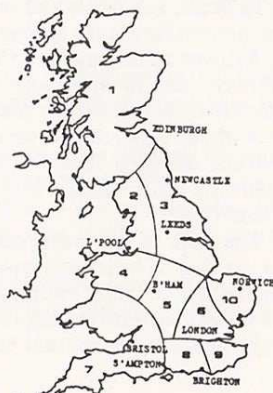 1
EDINBURGH
NEWCASTLE
2
3
LEEDS
L'POOL
4
B'HAM
NORWICH
10
5
6
LONDON
BRISTOL
8
9
7
S'AMPTON
BRIGHTON